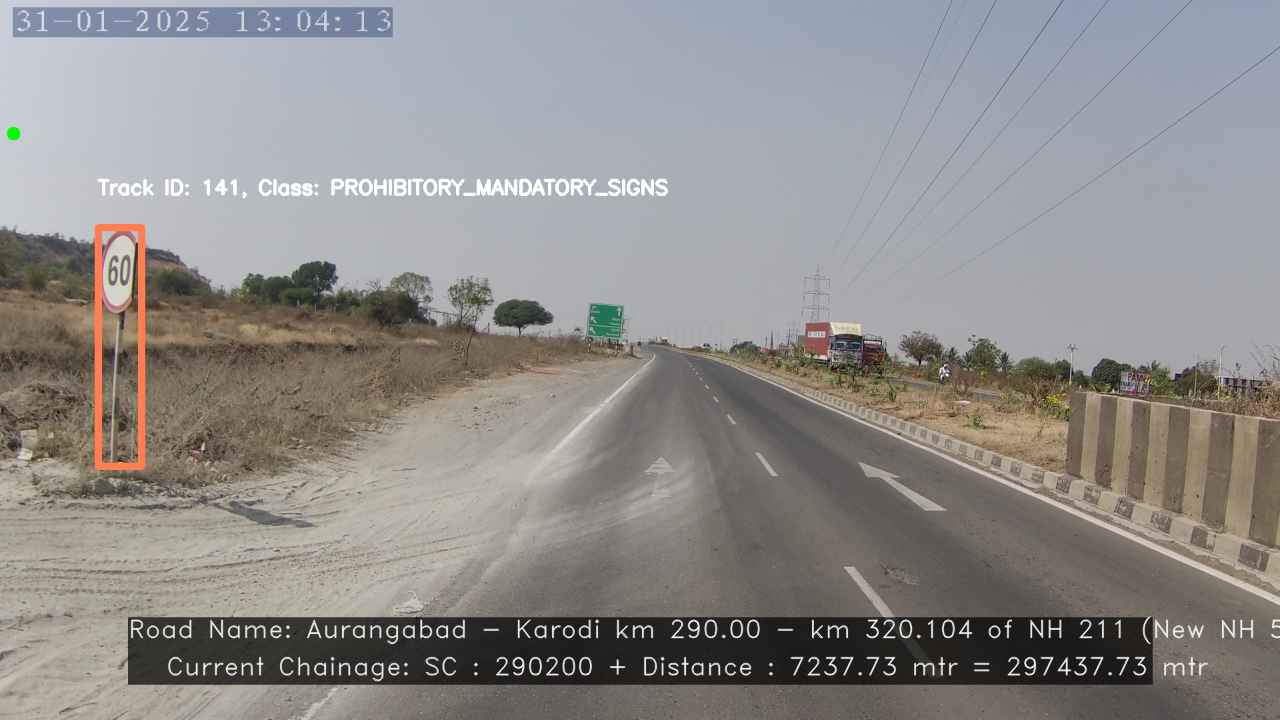 31-01-2025 13:04:13
Track ID: 141, Class: PROHIBITORY_MANDATORY_SIGNS
60
Road Name: Aurangabad - Karodi km 290.00 - km 320.104 of NH 211 (New NH 5
Current Chainage: SC : 290200 + Distance : 7237.73 mtr = 297437.73 mtr